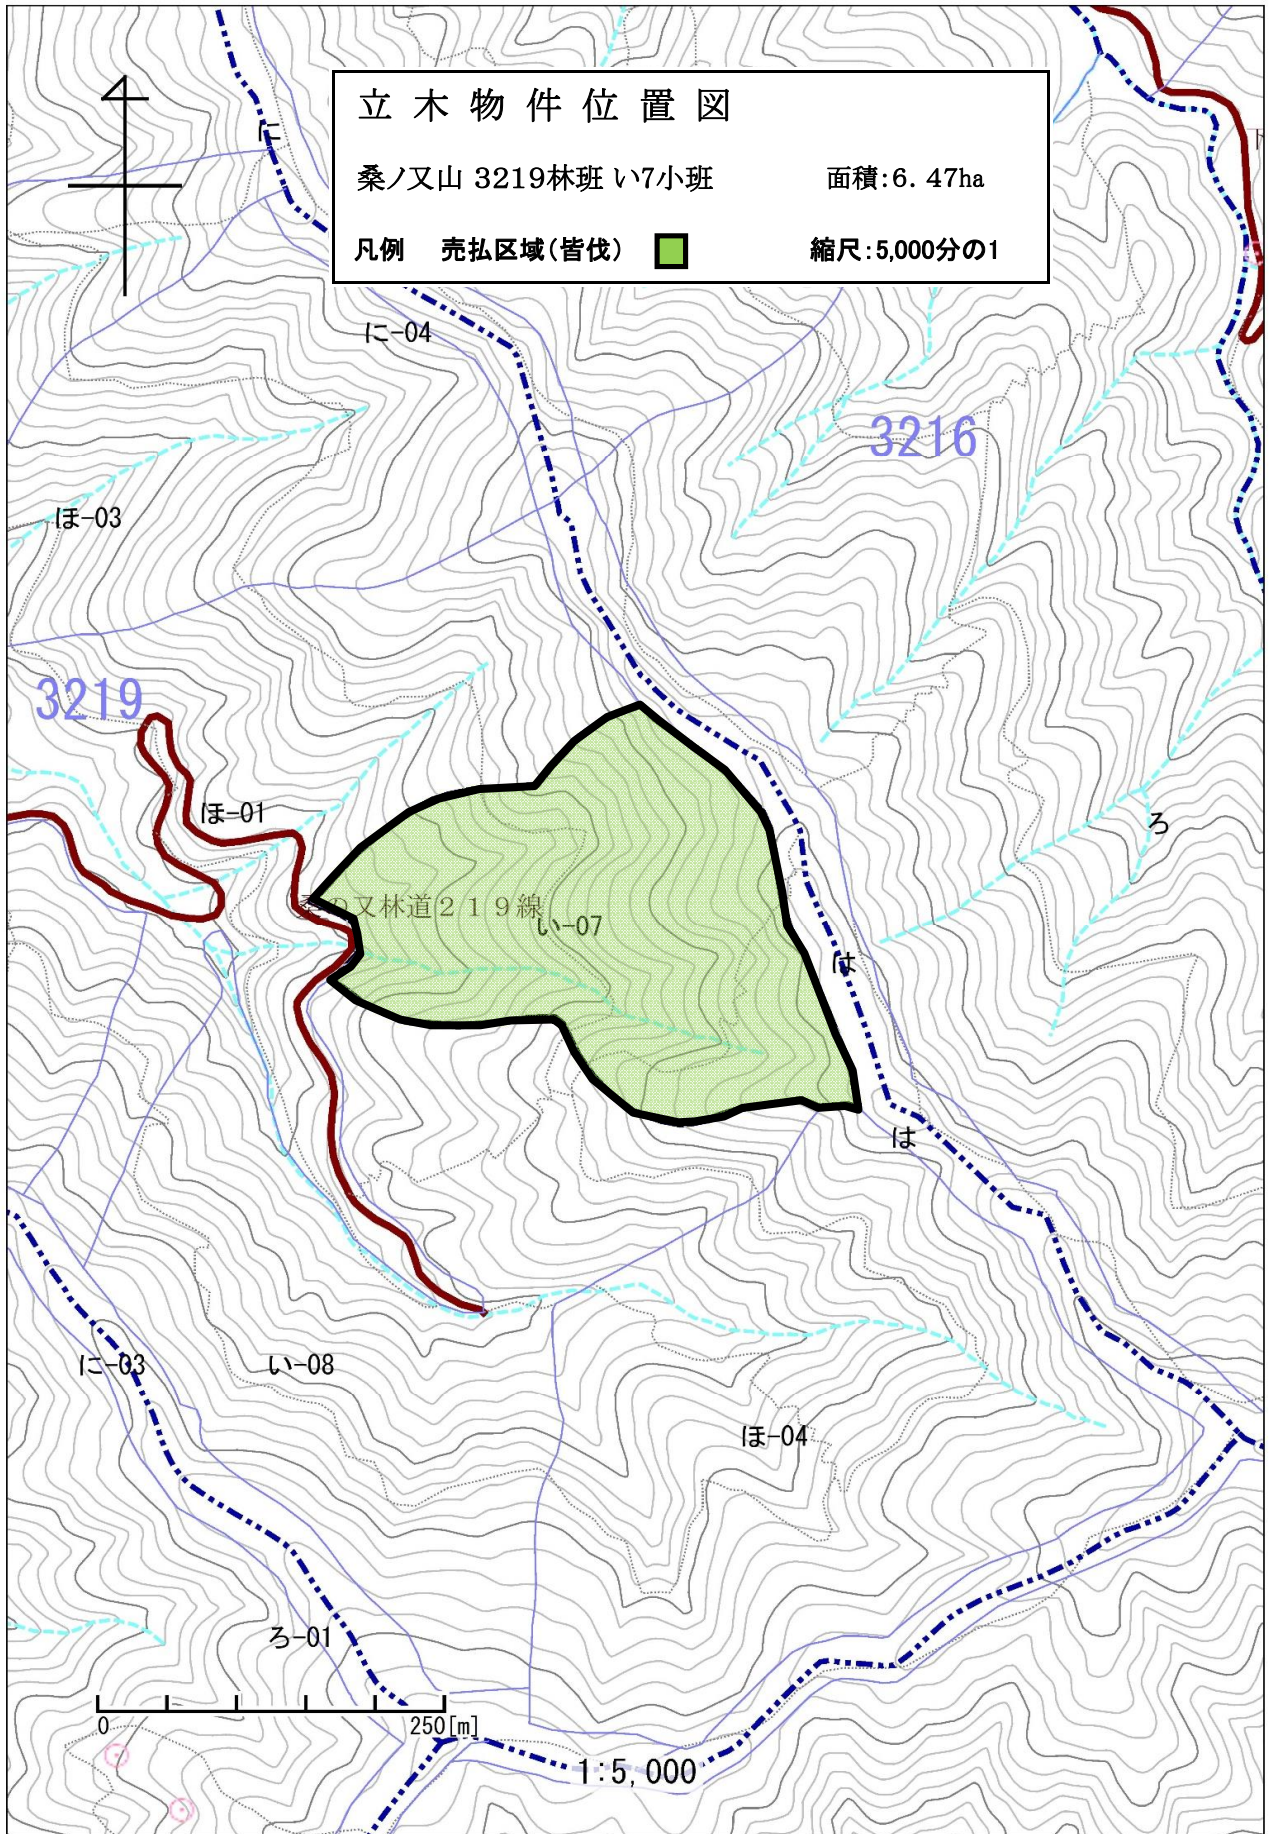 立木物件位置図
桑ノ又山 3219林班 い7小班 面積:6.47ha
凡例 売払区域(皆伐) 縮尺:5,000分の1
に
に-04
3216
ほ-03
3219
ほ-01
ろ
桑の又林道219線
い-07
は
は
に-03
い-08
ほ-04
ろ-01
0 250[m]
1:5,000